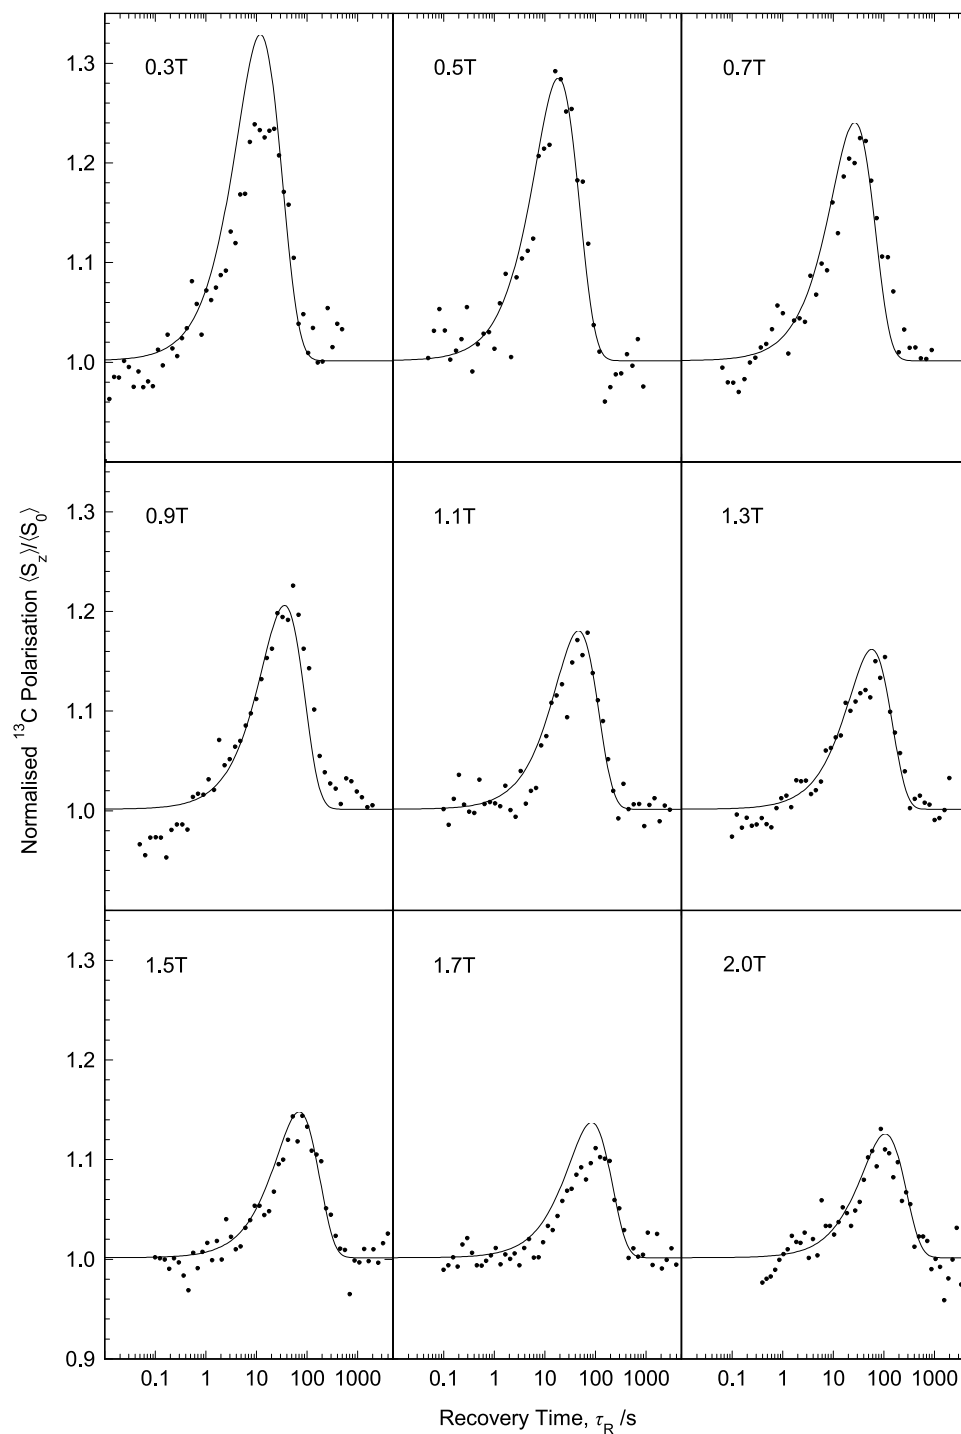 0.3T
0.5T
0.7T
1.3
1.2
1.1
1.0
0.9T
1.1T
1.3T
1.3
1.2
1.1
1.0
Normalised ¹³C Polarisation ⟨S_z⟩/⟨S_0⟩
1.5T
1.7T
2.0T
1.3
1.2
1.1
1.0
0.9
0.1 1 10 100 1000 0.1 1 10 100 1000 0.1 1 10 100 1000
Recovery Time, τ_R /s